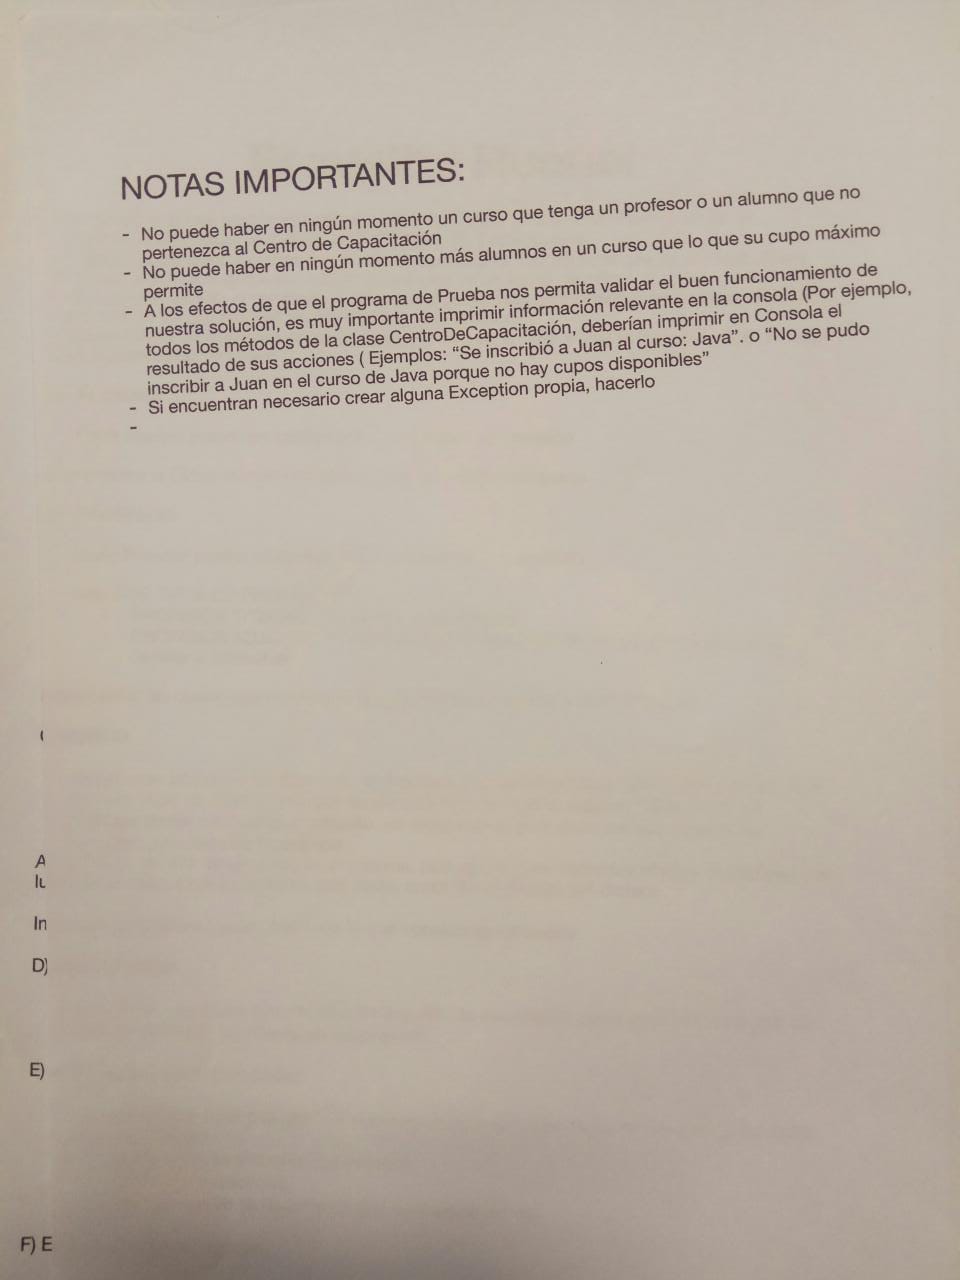 NOTAS IMPORTANTES:
- No puede haber en ningún momento un curso que tenga un profesor o un alumno que no
pertenezca al Centro de Capacitación
- No puede haber en ningún momento más alumnos en un curso que lo que su cupo máximo
permite
- A los efectos de que el programa de Prueba nos permita validar el buen funcionamiento de
nuestra solución, es muy importante imprimir información relevante en la consola (Por ejemplo,
todos los métodos de la clase CentroDeCapacitación, deberían imprimir en Consola el
resultado de sus acciones ( Ejemplos: “Se inscribió a Juan al curso: Java”. o “No se pudo
inscribir a Juan en el curso de Java porque no hay cupos disponibles”
- Si encuentran necesario crear alguna Exception propia, hacerlo
-
A
In
D)
E)
F) E